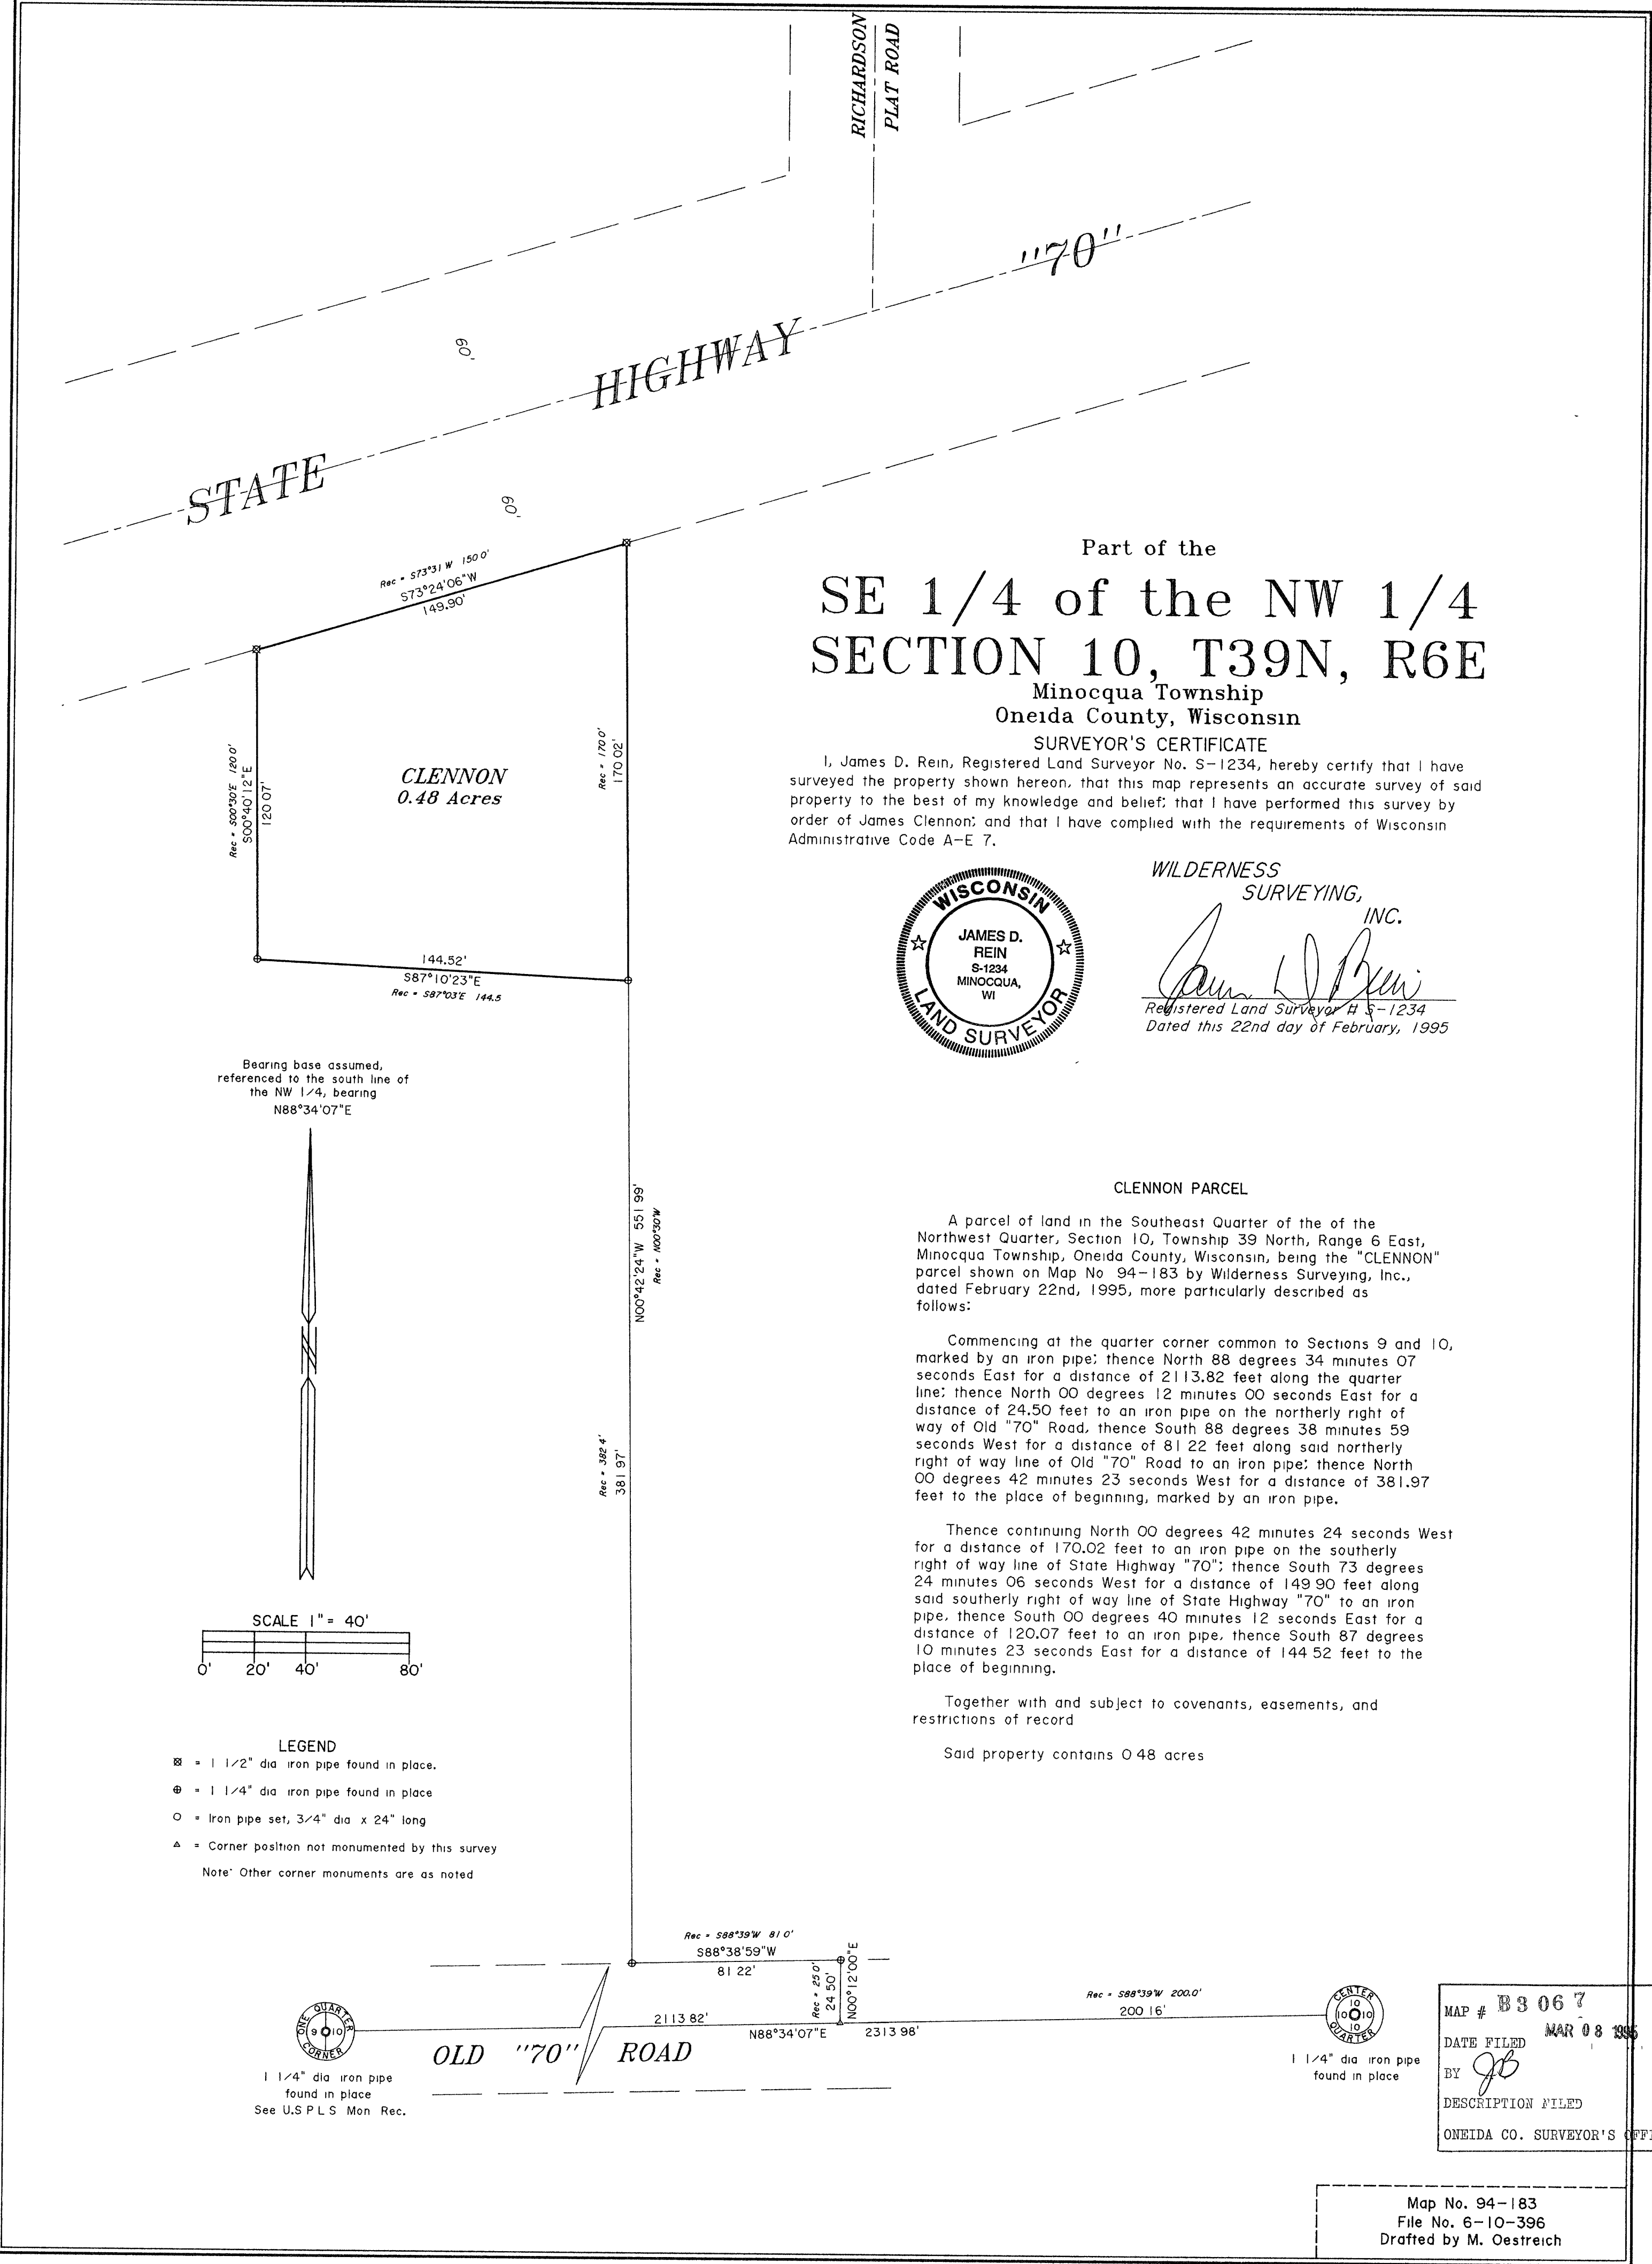 RICHARDSON
PLAT ROAD
STATE HIGHWAY "70"
60'
60'
Rec = S73°31'W 150 0'
S73°24'06"W
149.90'
Rec = S00°30'E 120 0'
S00°40'12"E
120 07'
CLENNON
0.48 Acres
Rec = 170 0'
170 02'
144.52'
S87°10'23"E
Rec = S87°03'E 144.5
Part of the
SE 1/4 of the NW 1/4
SECTION 10, T39N, R6E
Minocqua Township
Oneida County, Wisconsin
SURVEYOR'S CERTIFICATE
I, James D. Rein, Registered Land Surveyor No. S-1234, hereby certify that I have
surveyed the property shown hereon, that this map represents an accurate survey of said
property to the best of my knowledge and belief; that I have performed this survey by
order of James Clennon; and that I have complied with the requirements of Wisconsin
Administrative Code A-E 7.
WISCONSIN
JAMES D.
REIN
S-1234
MINOCQUA,
WI
LAND SURVEYOR
WILDERNESS
SURVEYING,
INC.
James D Rein
Registered Land Surveyor # S-1234
Dated this 22nd day of February, 1995
Bearing base assumed,
referenced to the south line of
the NW 1/4, bearing
N88°34'07"E
N
N00°42'24"W 551 99'
Rec = N00°30'W
Rec = 382 4'
381 97'
CLENNON PARCEL
A parcel of land in the Southeast Quarter of the of the
Northwest Quarter, Section 10, Township 39 North, Range 6 East,
Minocqua Township, Oneida County, Wisconsin, being the "CLENNON"
parcel shown on Map No 94-183 by Wilderness Surveying, Inc.,
dated February 22nd, 1995, more particularly described as
follows:
Commencing at the quarter corner common to Sections 9 and 10,
marked by an iron pipe; thence North 88 degrees 34 minutes 07
seconds East for a distance of 2113.82 feet along the quarter
line; thence North 00 degrees 12 minutes 00 seconds East for a
distance of 24.50 feet to an iron pipe on the northerly right of
way of Old "70" Road, thence South 88 degrees 38 minutes 59
seconds West for a distance of 81 22 feet along said northerly
right of way line of Old "70" Road to an iron pipe; thence North
00 degrees 42 minutes 23 seconds West for a distance of 381.97
feet to the place of beginning, marked by an iron pipe.
Thence continuing North 00 degrees 42 minutes 24 seconds West
for a distance of 170.02 feet to an iron pipe on the southerly
right of way line of State Highway "70"; thence South 73 degrees
24 minutes 06 seconds West for a distance of 149 90 feet along
said southerly right of way line of State Highway "70" to an iron
pipe, thence South 00 degrees 40 minutes 12 seconds East for a
distance of 120.07 feet to an iron pipe, thence South 87 degrees
10 minutes 23 seconds East for a distance of 144 52 feet to the
place of beginning.
Together with and subject to covenants, easements, and
restrictions of record
Said property contains 0 48 acres
SCALE 1" = 40'
0' 20' 40' 80'
LEGEND
= 1 1/2" dia iron pipe found in place.
= 1 1/4" dia iron pipe found in place
= Iron pipe set, 3/4" dia x 24" long
= Corner position not monumented by this survey
Note: Other corner monuments are as noted
Rec = S88°39'W 81 0'
S88°38'59"W
81 22'
Rec = 25 0'
24 50'
N00°12'00"E
2113 82'
N88°34'07"E 2313 98'
Rec = S88°39'W 200.0'
200 16'
OLD "70" ROAD
ONE QUARTER
9 10
CORNER
1 1/4" dia iron pipe
found in place
See U.S P L S Mon Rec.
CENTER
10
10 10
10
QUARTER
1 1/4" dia iron pipe
found in place
MAP # B3067
DATE FILED MAR 08 1995
BY JB
DESCRIPTION FILED
ONEIDA CO. SURVEYOR'S OFFI
Map No. 94-183
File No. 6-10-396
Drafted by M. Oestreich